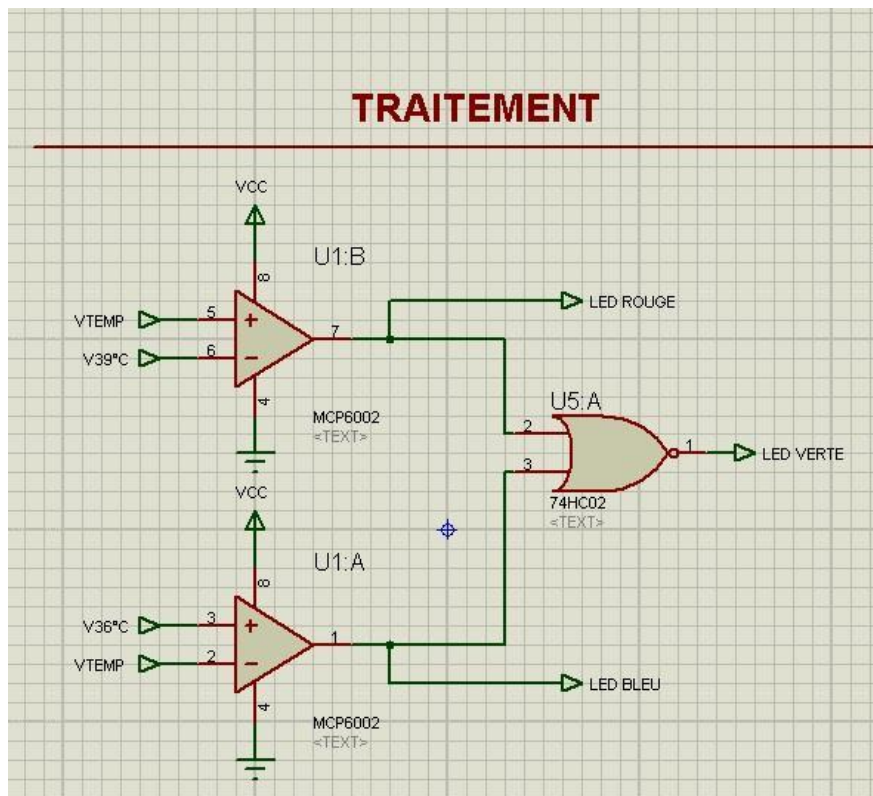 TRAITEMENT
VCC
8
U1:B
VTEMP
5
+
7
LED ROUGE
V39°C
6
−
4
MCP6002
<TEXT>
U5:A
2
1
LED VERTE
3
74HC02
<TEXT>
VCC
8
U1:A
V36°C
3
+
1
VTEMP
2
−
LED BLEU
4
MCP6002
<TEXT>